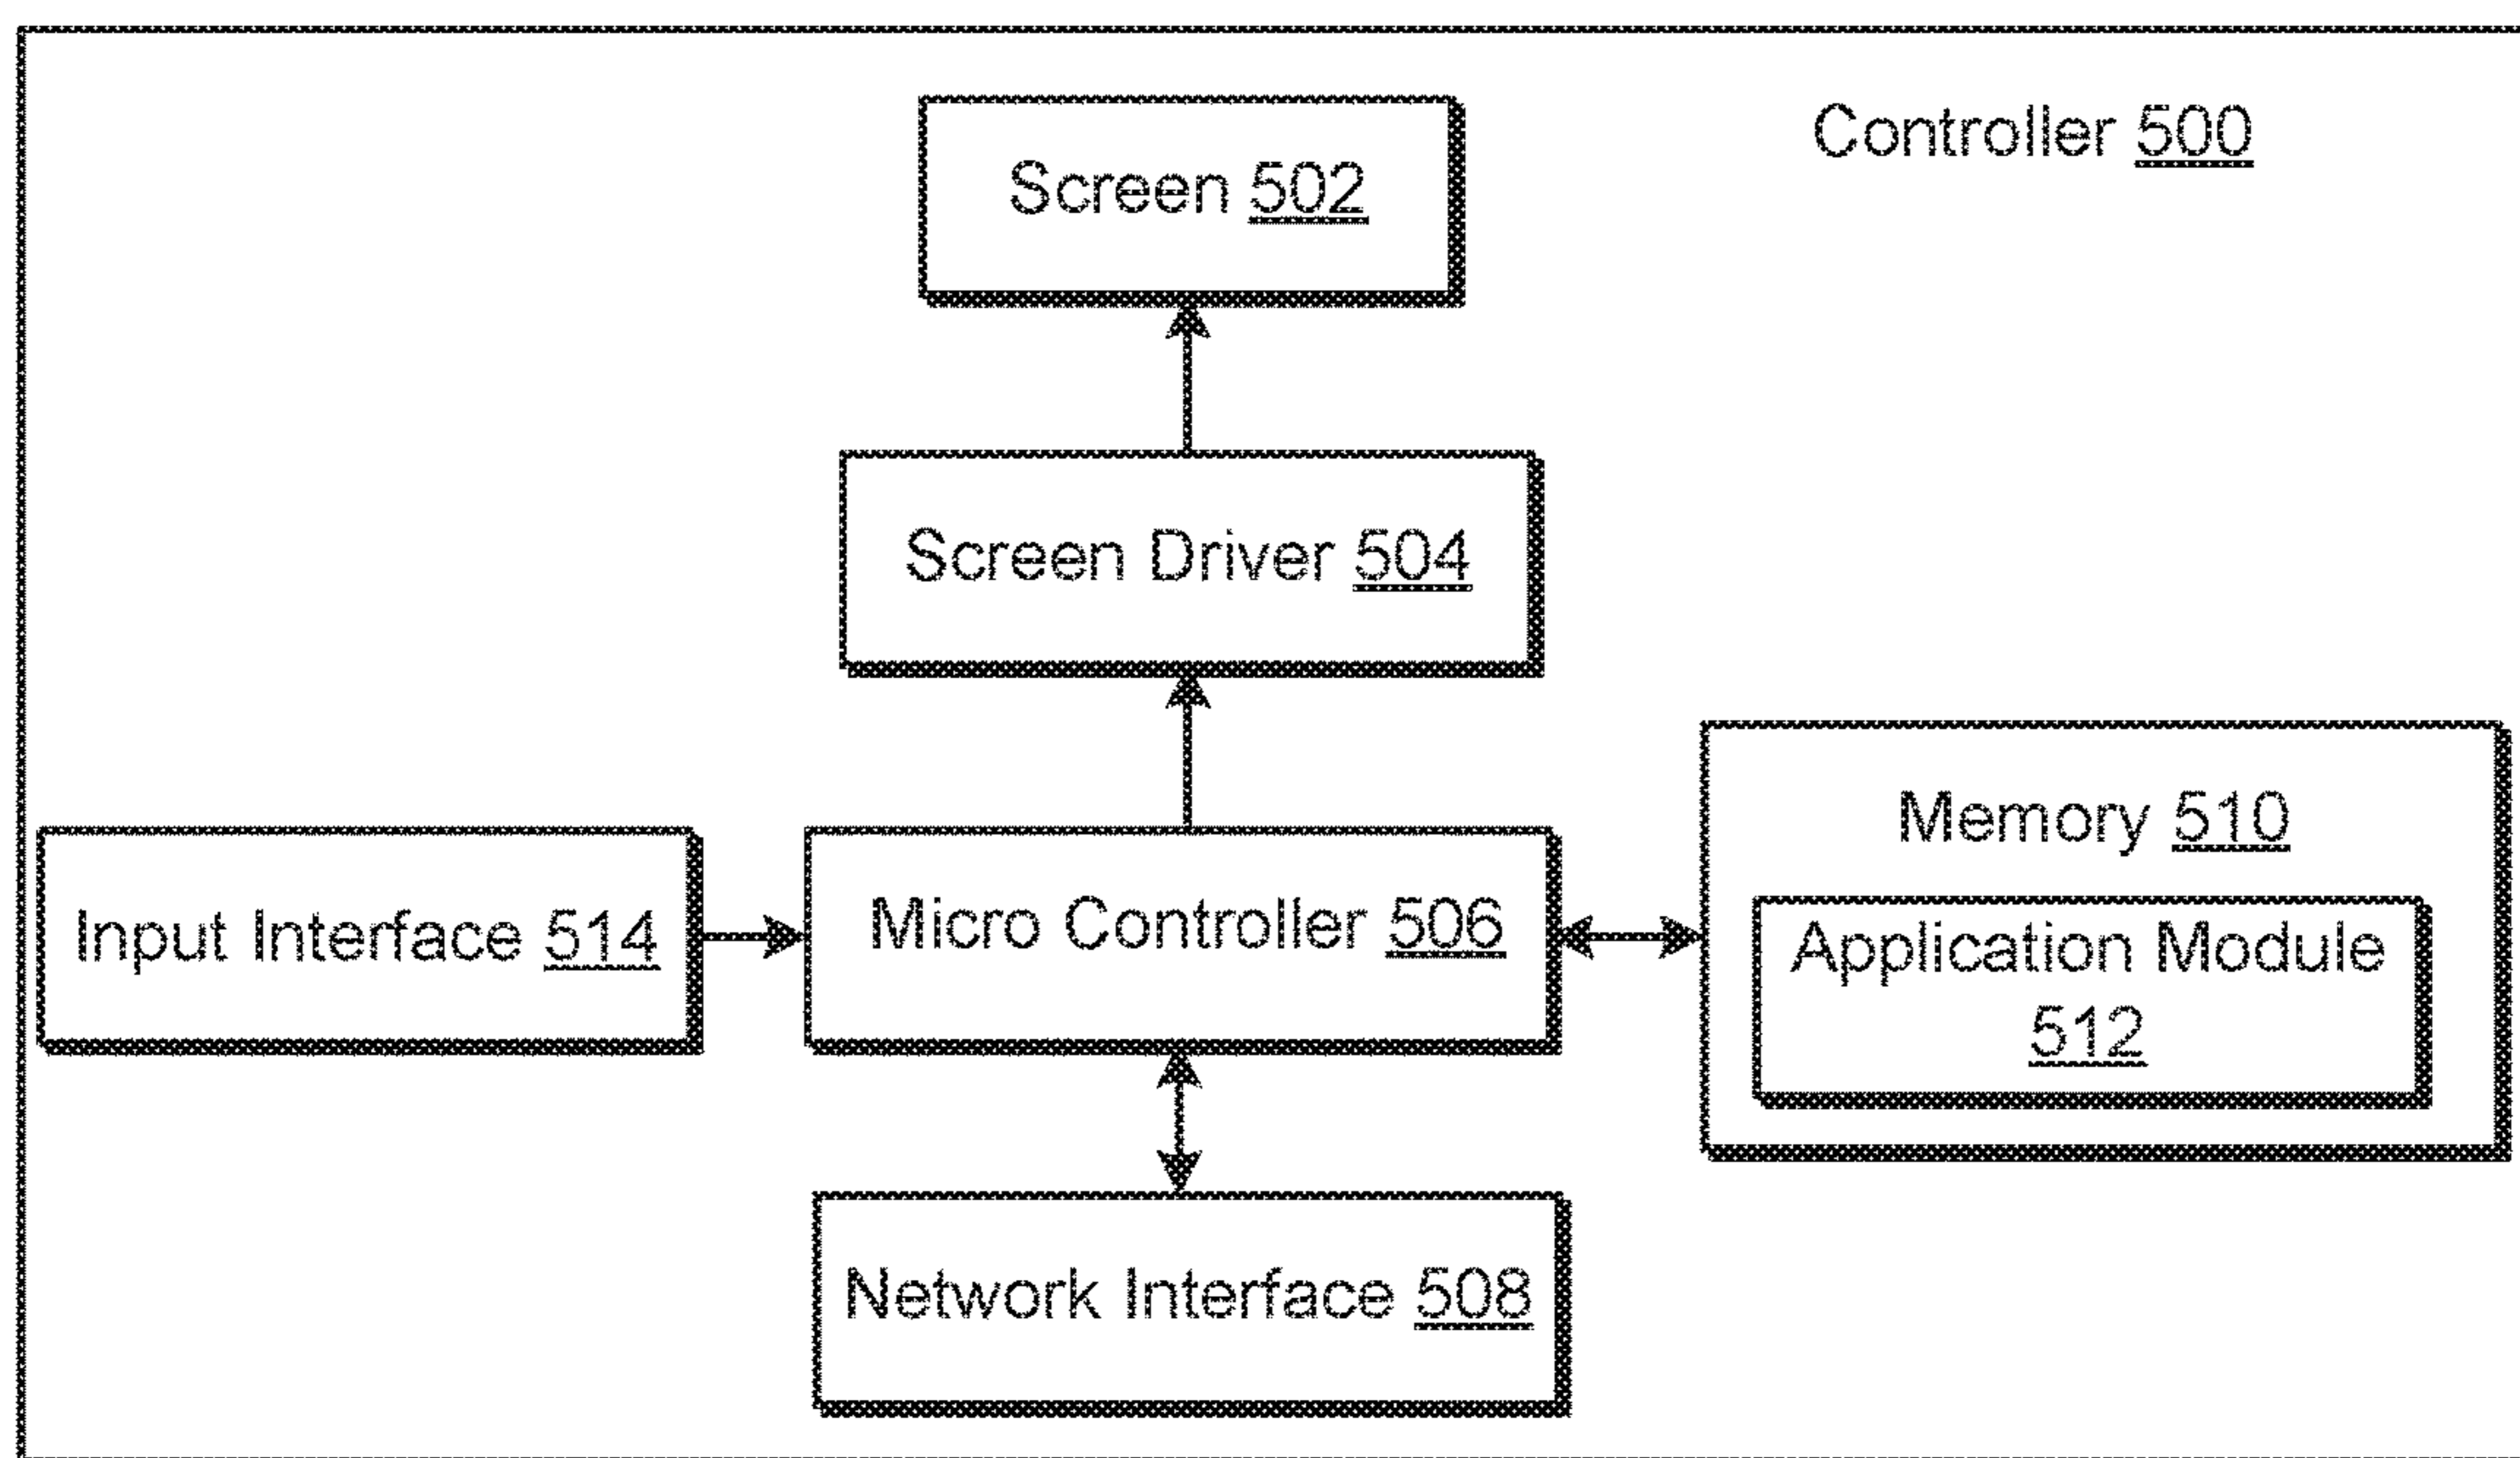 Controller 500
Screen 502
Screen Driver 504
Memory 510
Input Interface 514
Micro Controller 506
Application Module
512
Network Interface 508